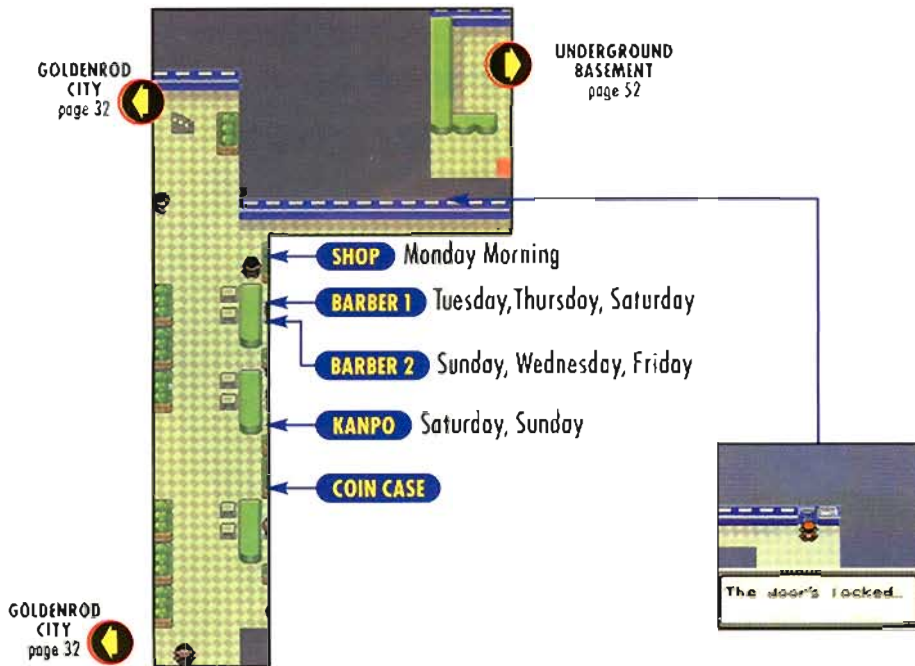 GOLDENROD
CITY
page 32
UNDERGROUND
BASEMENT
page 52
SHOP Monday Morning
BARBER 1 Tuesday, Thursday, Saturday
BARBER 2 Sunday, Wednesday, Friday
KANPO Saturday, Sunday
COIN CASE
The door's locked…
GOLDENROD
CITY
page 32